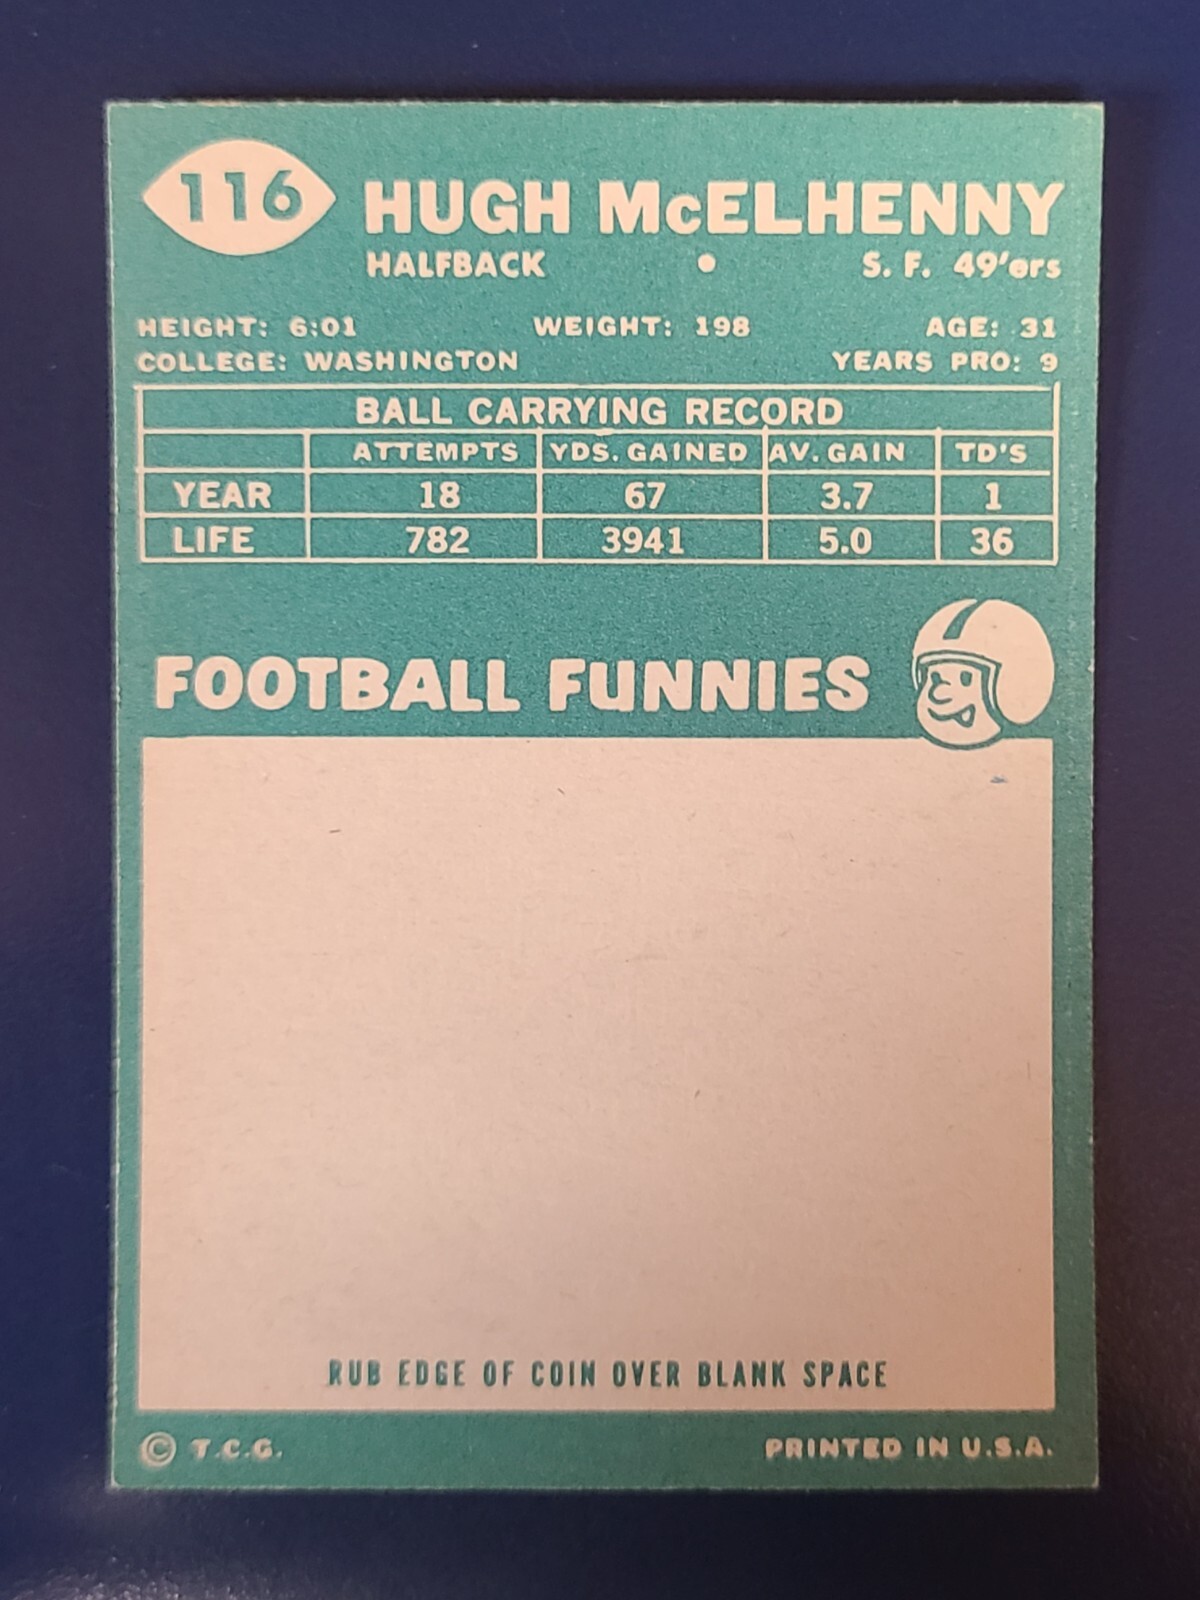 116
HUGH McELHENNY
HALFBACK • S. F. 49'ers
HEIGHT: 6:01 WEIGHT: 198 AGE: 31
COLLEGE: WASHINGTON YEARS PRO: 9
BALL CARRYING RECORD
ATTEMPTS YDS. GAINED AV. GAIN TD'S
YEAR 18 67 3.7 1
LIFE 782 3941 5.0 36
FOOTBALL FUNNIES
RUB EDGE OF COIN OVER BLANK SPACE
© T.C.G. PRINTED IN U.S.A.